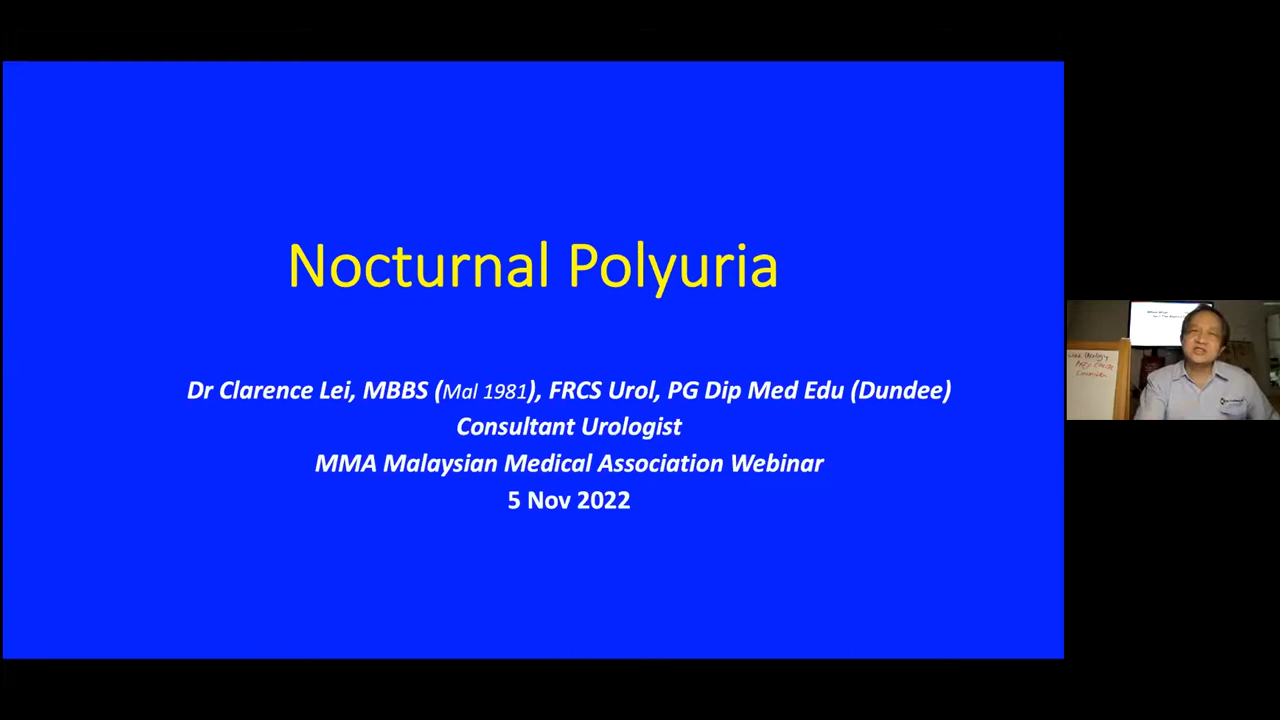 Nocturnal Polyuria
Dr Clarence Lei, MBBS (Mal 1981), FRCS Urol, PG Dip Med Edu (Dundee)
Consultant Urologist
MMA Malaysian Medical Association Webinar
5 Nov 2022